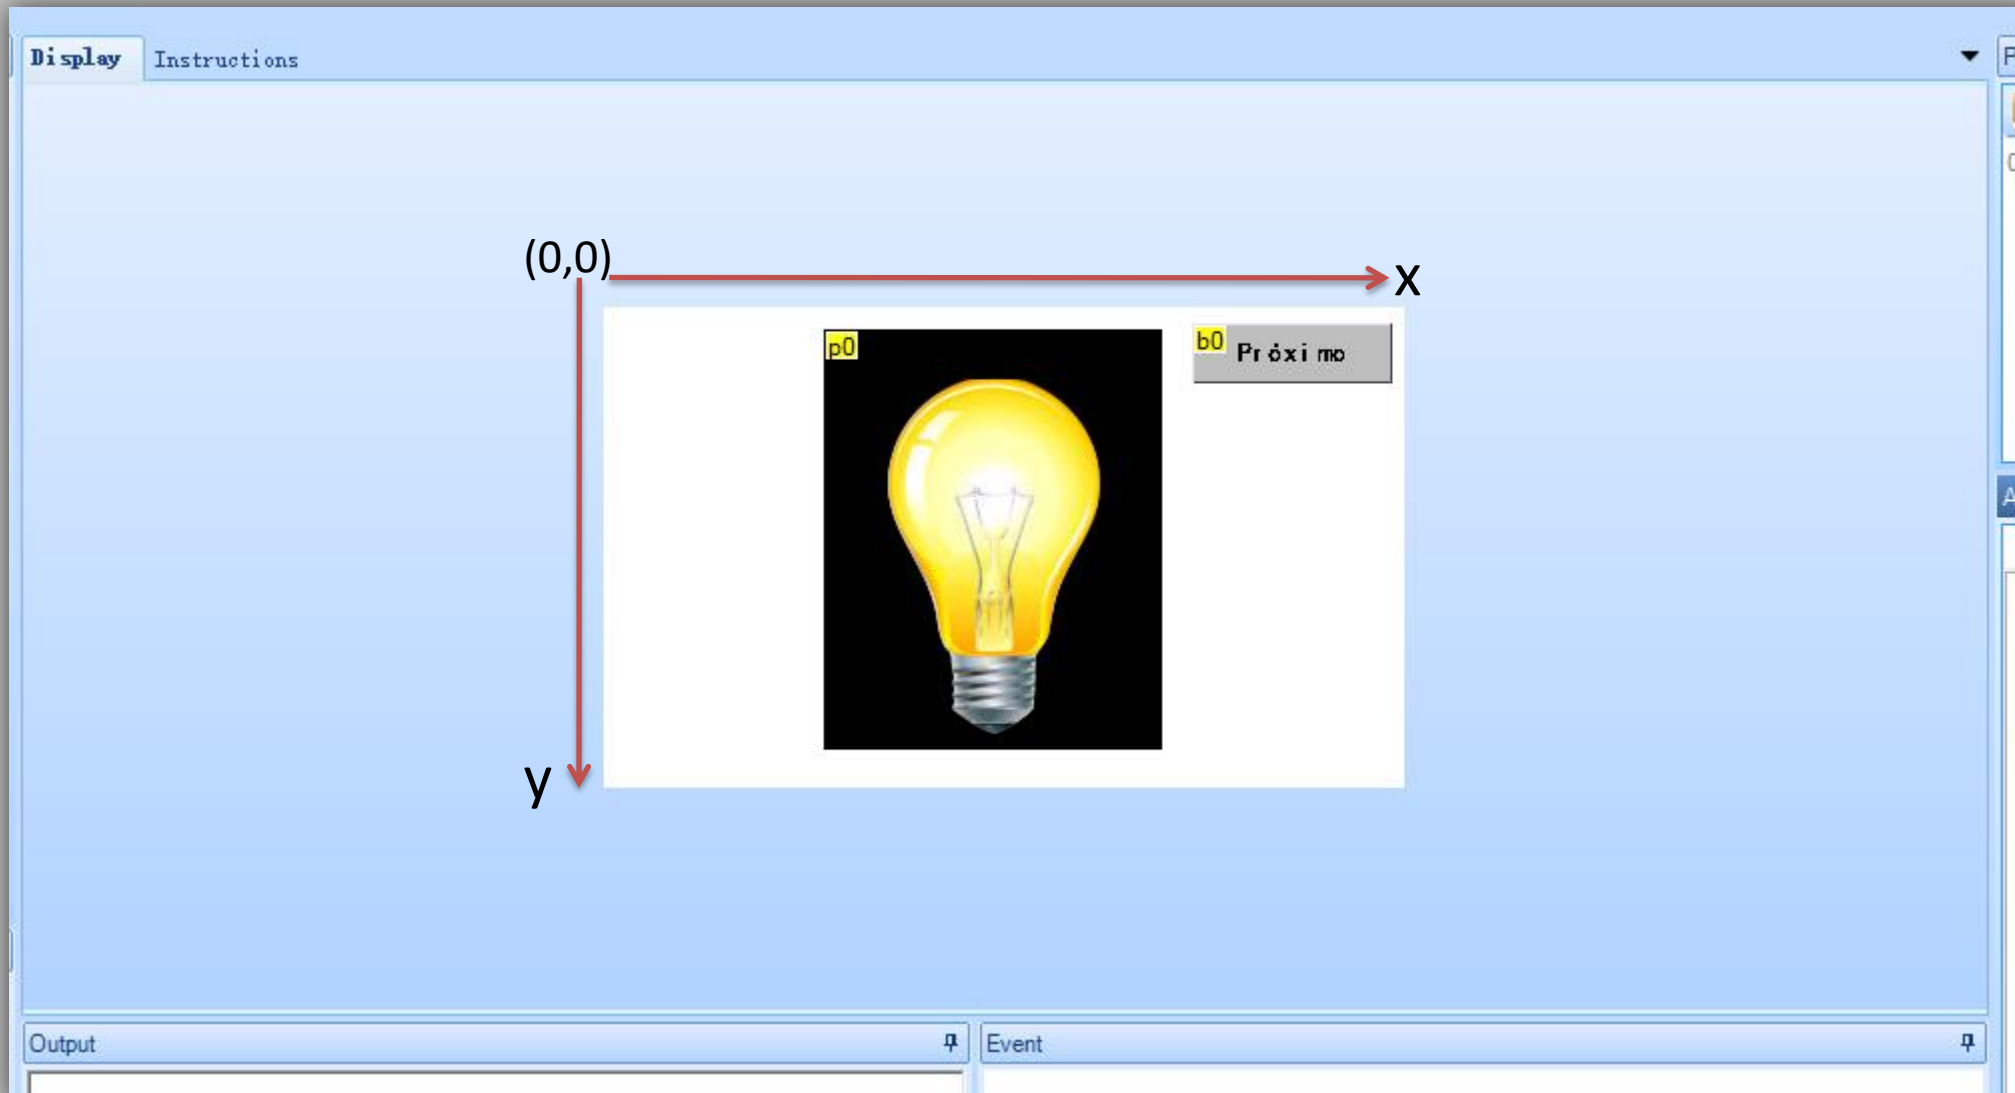 Display Instructions
P
(0,0)
x
p0
b0 Próximo
y
A
Output
Event